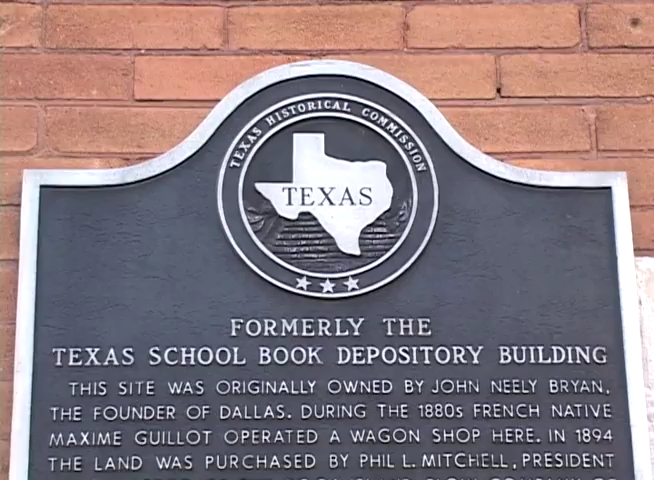 TEXAS HISTORICAL COMMISSION
TEXAS
FORMERLY THE
TEXAS SCHOOL BOOK DEPOSITORY BUILDING
THIS SITE WAS ORIGINALLY OWNED BY JOHN NEELY BRYAN,
THE FOUNDER OF DALLAS. DURING THE 1880s FRENCH NATIVE
MAXIME GUILLOT OPERATED A WAGON SHOP HERE. IN 1894
THE LAND WAS PURCHASED BY PHIL L. MITCHELL, PRESIDENT